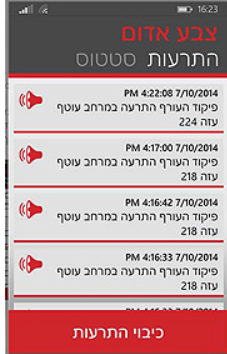 16:23
צבע אדום
התרעות סטטוס
PM 4:22:08 7/10/2014
פיקוד העורף התרעה במרחב עוטף
עזה 224
PM 4:17:00 7/10/2014
פיקוד העורף התרעה במרחב עוטף
עזה 218
PM 4:16:42 7/10/2014
פיקוד העורף התרעה במרחב עוטף
עזה 218
PM 4:16:33 7/10/2014
פיקוד העורף התרעה במרחב עוטף
עזה 218
כיבוי התרעות